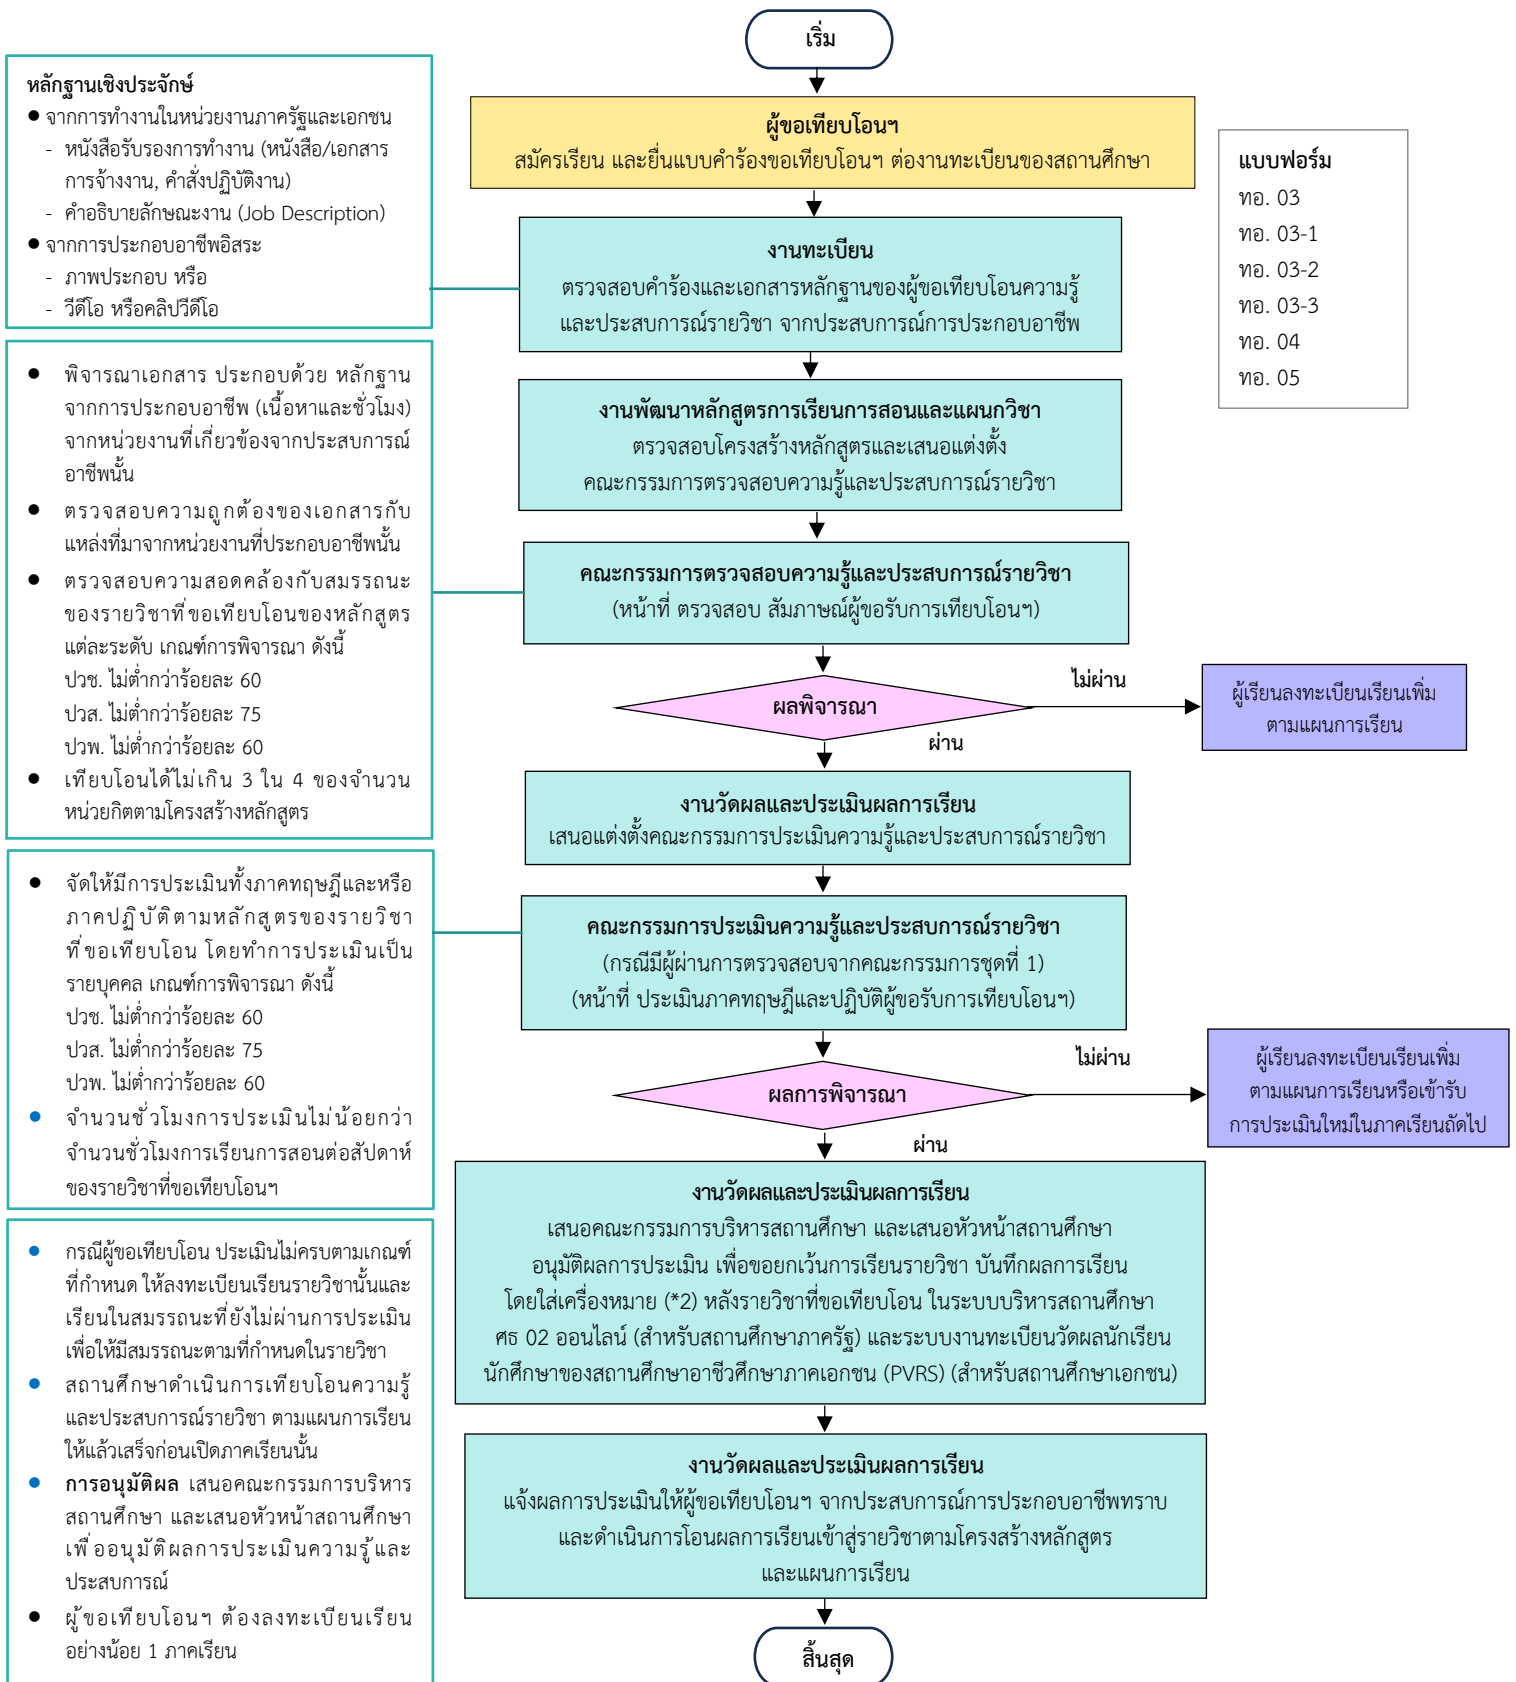 เริ่ม
หลักฐานเชิงประจักษ์
● จากการทำงานในหน่วยงานภาครัฐและเอกชน
- หนังสือรับรองการทำงาน (หนังสือ/เอกสาร
การจ้างงาน, คำสั่งปฏิบัติงาน)
- คำอธิบายลักษณะงาน (Job Description)
● จากการประกอบอาชีพอิสระ
- ภาพประกอบ หรือ
- วีดีโอ หรือคลิปวีดีโอ
ผู้ขอเทียบโอนฯ
สมัครเรียน และยื่นแบบคำร้องขอเทียบโอนฯ ต่องานทะเบียนของสถานศึกษา
แบบฟอร์ม
ทอ. 03
ทอ. 03-1
ทอ. 03-2
ทอ. 03-3
ทอ. 04
ทอ. 05
งานทะเบียน
ตรวจสอบคำร้องและเอกสารหลักฐานของผู้ขอเทียบโอนความรู้
และประสบการณ์รายวิชา จากประสบการณ์การประกอบอาชีพ
● พิจารณาเอกสาร ประกอบด้วย หลักฐาน
จากการประกอบอาชีพ (เนื้อหาและชั่วโมง)
จากหน่วยงานที่เกี่ยวข้องจากประสบการณ์
อาชีพนั้น
● ตรวจสอบความถูกต้องของเอกสารกับ
แหล่งที่มาจากหน่วยงานที่ประกอบอาชีพนั้น
● ตรวจสอบความสอดคล้องกับสมรรถนะ
ของรายวิชาที่ขอเทียบโอนของหลักสูตร
แต่ละระดับ เกณฑ์การพิจารณา ดังนี้
ปวช. ไม่ต่ำกว่าร้อยละ 60
ปวส. ไม่ต่ำกว่าร้อยละ 75
ปวพ. ไม่ต่ำกว่าร้อยละ 60
● เทียบโอนได้ไม่เกิน 3 ใน 4 ของจำนวน
หน่วยกิตตามโครงสร้างหลักสูตร
งานพัฒนาหลักสูตรการเรียนการสอนและแผนกวิชา
ตรวจสอบโครงสร้างหลักสูตรและเสนอแต่งตั้ง
คณะกรรมการตรวจสอบความรู้และประสบการณ์รายวิชา
คณะกรรมการตรวจสอบความรู้และประสบการณ์รายวิชา
(หน้าที่ ตรวจสอบ สัมภาษณ์ผู้ขอรับการเทียบโอนฯ)
ผลพิจารณา
ไม่ผ่าน
ผู้เรียนลงทะเบียนเรียนเพิ่ม
ตามแผนการเรียน
ผ่าน
งานวัดผลและประเมินผลการเรียน
เสนอแต่งตั้งคณะกรรมการประเมินความรู้และประสบการณ์รายวิชา
● จัดให้มีการประเมินทั้งภาคทฤษฎีและหรือ
ภาคปฏิบัติตามหลักสูตรของรายวิชา
ที่ขอเทียบโอน โดยทำการประเมินเป็น
รายบุคคล เกณฑ์การพิจารณา ดังนี้
ปวช. ไม่ต่ำกว่าร้อยละ 60
ปวส. ไม่ต่ำกว่าร้อยละ 75
ปวพ. ไม่ต่ำกว่าร้อยละ 60
● จำนวนชั่วโมงการประเมินไม่น้อยกว่า
จำนวนชั่วโมงการเรียนการสอนต่อสัปดาห์
ของรายวิชาที่ขอเทียบโอนฯ
คณะกรรมการประเมินความรู้และประสบการณ์รายวิชา
(กรณีมีผู้ผ่านการตรวจสอบจากคณะกรรมการชุดที่ 1)
(หน้าที่ ประเมินภาคทฤษฎีและปฏิบัติผู้ขอรับการเทียบโอนฯ)
ผลการพิจารณา
ไม่ผ่าน
ผู้เรียนลงทะเบียนเรียนเพิ่ม
ตามแผนการเรียนหรือเข้ารับ
การประเมินใหม่ในภาคเรียนถัดไป
ผ่าน
งานวัดผลและประเมินผลการเรียน
เสนอคณะกรรมการบริหารสถานศึกษา และเสนอหัวหน้าสถานศึกษา
อนุมัติผลการประเมิน เพื่อขอยกเว้นการเรียนรายวิชา บันทึกผลการเรียน
โดยใส่เครื่องหมาย (*2) หลังรายวิชาที่ขอเทียบโอน ในระบบบริหารสถานศึกษา
ศธ 02 ออนไลน์ (สำหรับสถานศึกษาภาครัฐ) และระบบงานทะเบียนวัดผลนักเรียน
นักศึกษาของสถานศึกษาอาชีวศึกษาภาคเอกชน (PVRS) (สำหรับสถานศึกษาเอกชน)
● กรณีผู้ขอเทียบโอน ประเมินไม่ครบตามเกณฑ์
ที่กำหนด ให้ลงทะเบียนเรียนรายวิชานั้นและ
เรียนในสมรรถนะที่ยังไม่ผ่านการประเมิน
เพื่อให้มีสมรรถนะตามที่กำหนดในรายวิชา
● สถานศึกษาดำเนินการเทียบโอนความรู้
และประสบการณ์รายวิชา ตามแผนการเรียน
ให้แล้วเสร็จก่อนเปิดภาคเรียนนั้น
● การอนุมัติผล เสนอคณะกรรมการบริหาร
สถานศึกษา และเสนอหัวหน้าสถานศึกษา
เพื่ออนุมัติผลการประเมินความรู้และ
ประสบการณ์
● ผู้ขอเทียบโอนฯ ต้องลงทะเบียนเรียน
อย่างน้อย 1 ภาคเรียน
งานวัดผลและประเมินผลการเรียน
แจ้งผลการประเมินให้ผู้ขอเทียบโอนฯ จากประสบการณ์การประกอบอาชีพทราบ
และดำเนินการโอนผลการเรียนเข้าสู่รายวิชาตามโครงสร้างหลักสูตร
และแผนการเรียน
สิ้นสุด